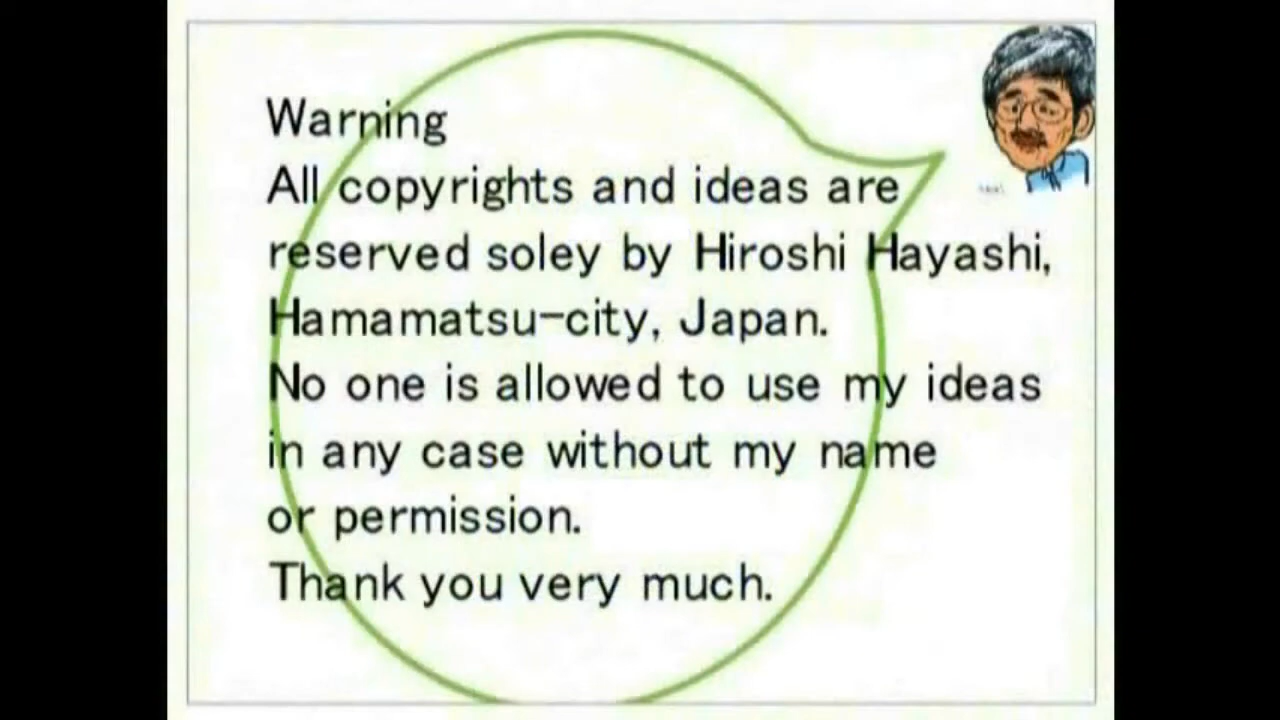 Warning
All copyrights and ideas are
reserved soley by Hiroshi Hayashi,
Hamamatsu-city, Japan.
No one is allowed to use my ideas
in any case without my name
or permission.
Thank you very much.